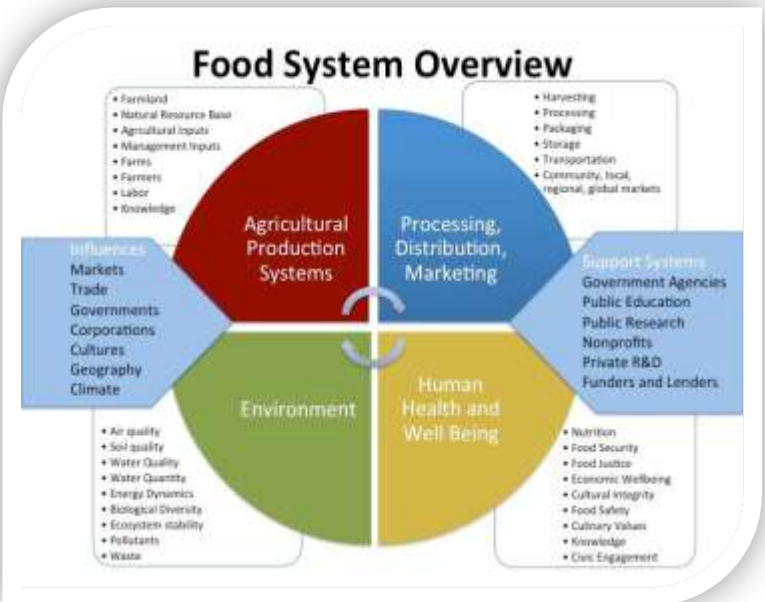 Food System Overview
• Farmland
• Natural Resource Base
• Agricultural Inputs
• Management Inputs
• Farms
• Farmers
• Labor
• Knowledge
• Harvesting
• Processing
• Packaging
• Storage
• Transportation
• Community, local,
regional, global markets
Agricultural
Production
Systems
Processing,
Distribution,
Marketing
Influences
Markets
Trade
Governments
Corporations
Cultures
Geography
Climate
Support Systems
Government Agencies
Public Education
Public Research
Nonprofits
Private R&D
Funders and Lenders
Environment
Human
Health and
Well Being
• Air quality
• Soil quality
• Water Quality
• Water Quantity
• Energy Dynamics
• Biological Diversity
• Ecosystem stability
• Pollutants
• Waste
• Nutrition
• Food Security
• Food Justice
• Economic Wellbeing
• Cultural Integrity
• Food Safety
• Culinary Values
• Knowledge
• Civic Engagement